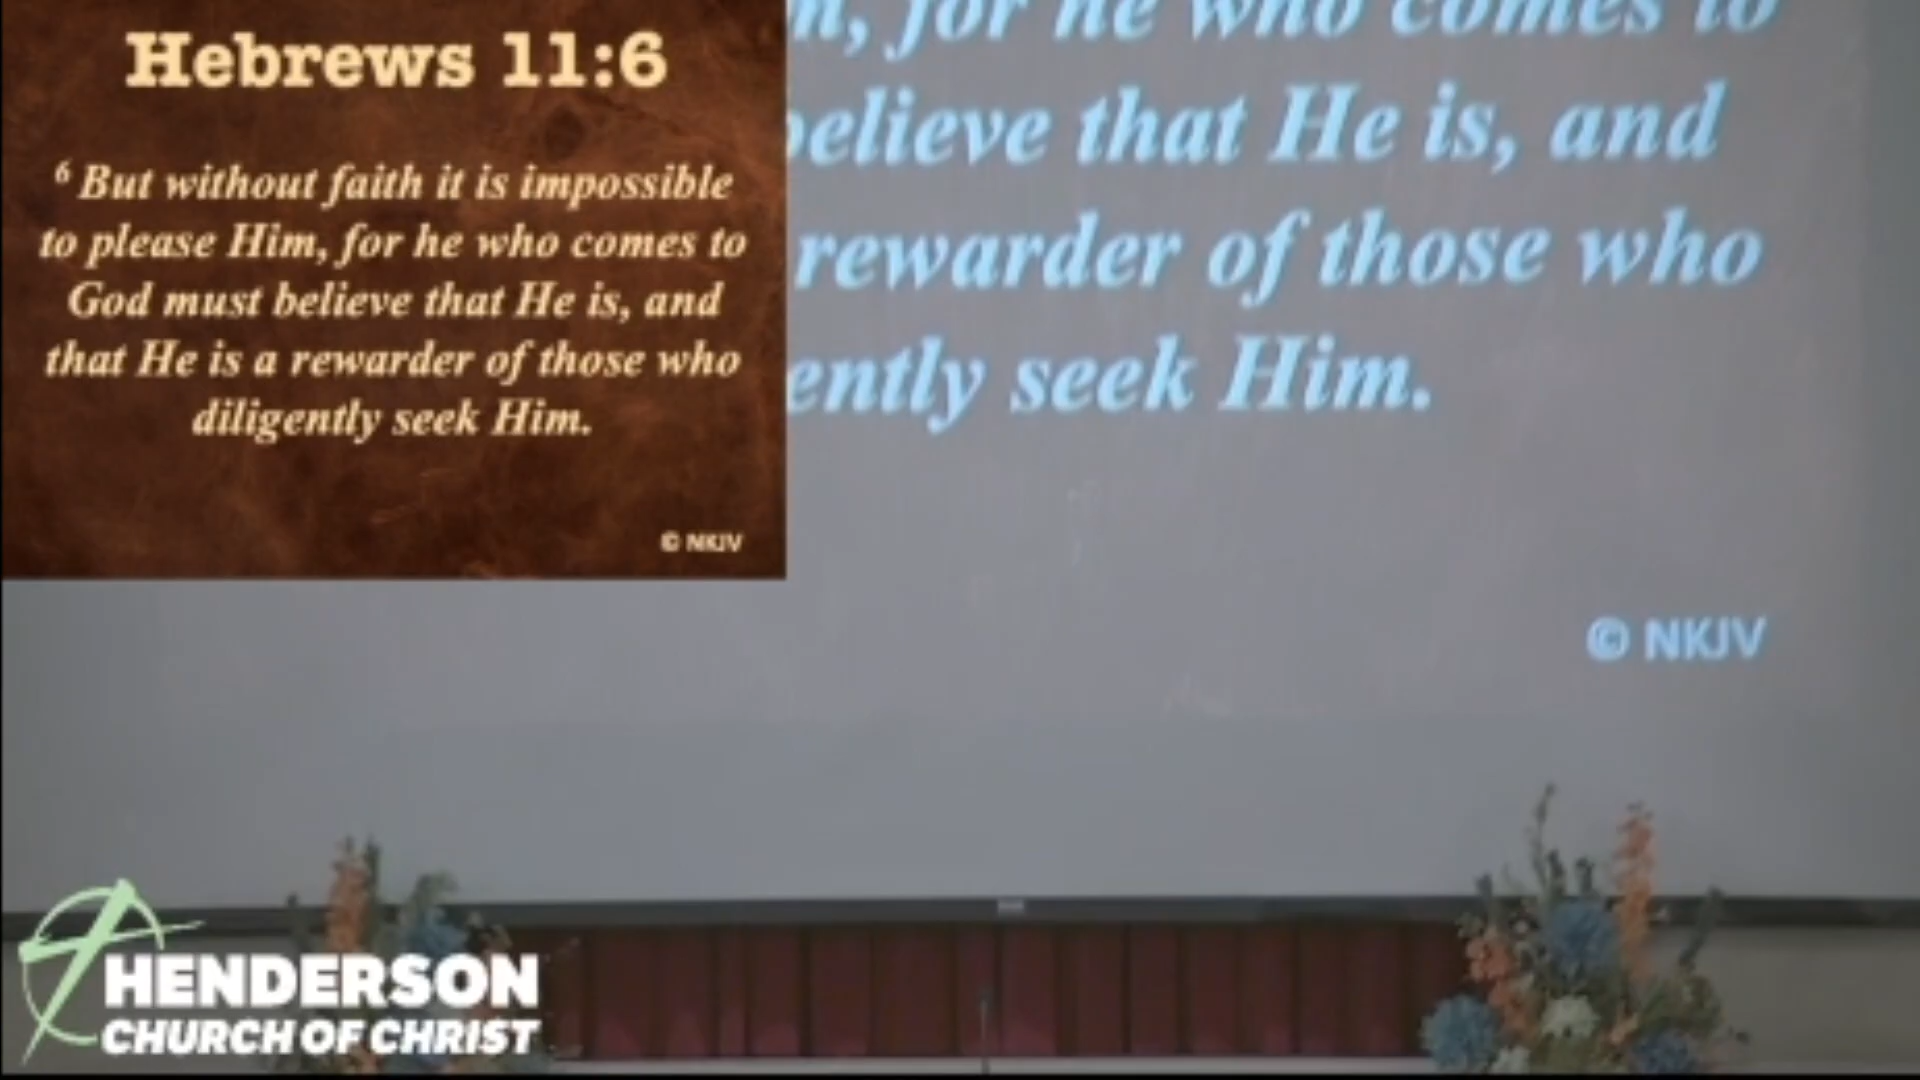 Hebrews 11:6
6 But without faith it is impossible
to please Him, for he who comes to
God must believe that He is, and
that He is a rewarder of those who
diligently seek Him.
© NKJV
for he who comes to
believe that He is, and
rewarder of those who
ently seek Him.
© NKJV
HENDERSON
CHURCH OF CHRIST